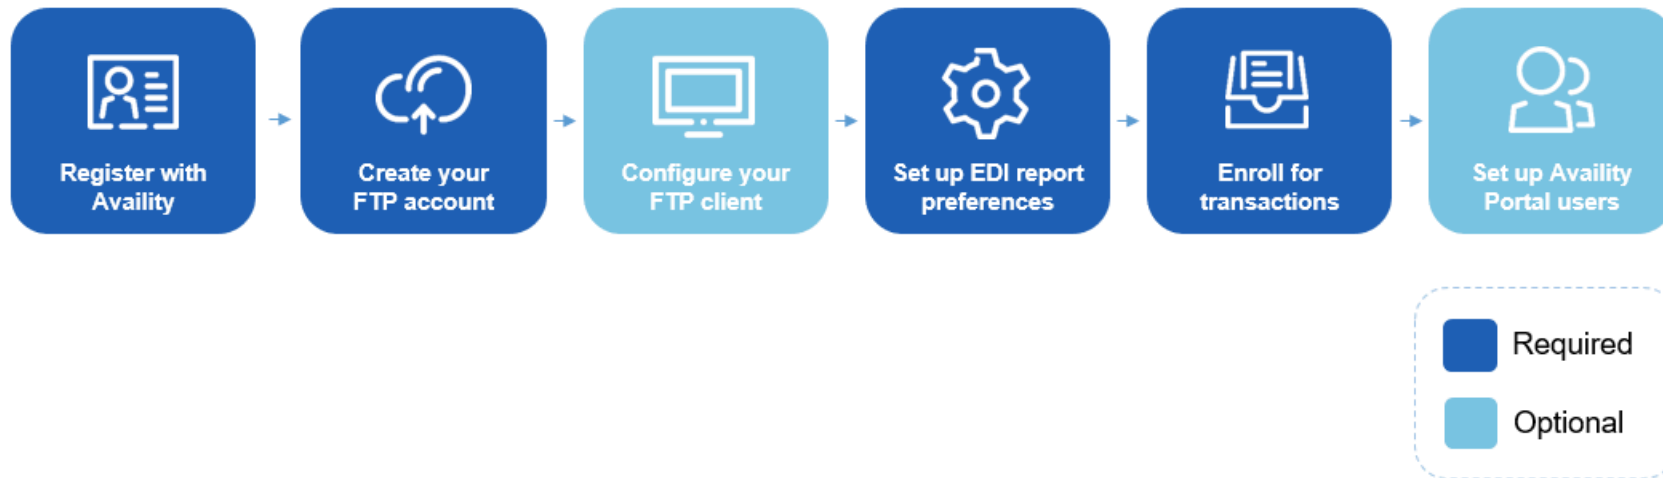 Register with
Availity
Create your
FTP account
Configure your
FTP client
Set up EDI report
preferences
Enroll for
transactions
Set up Availity
Portal users
Required
Optional